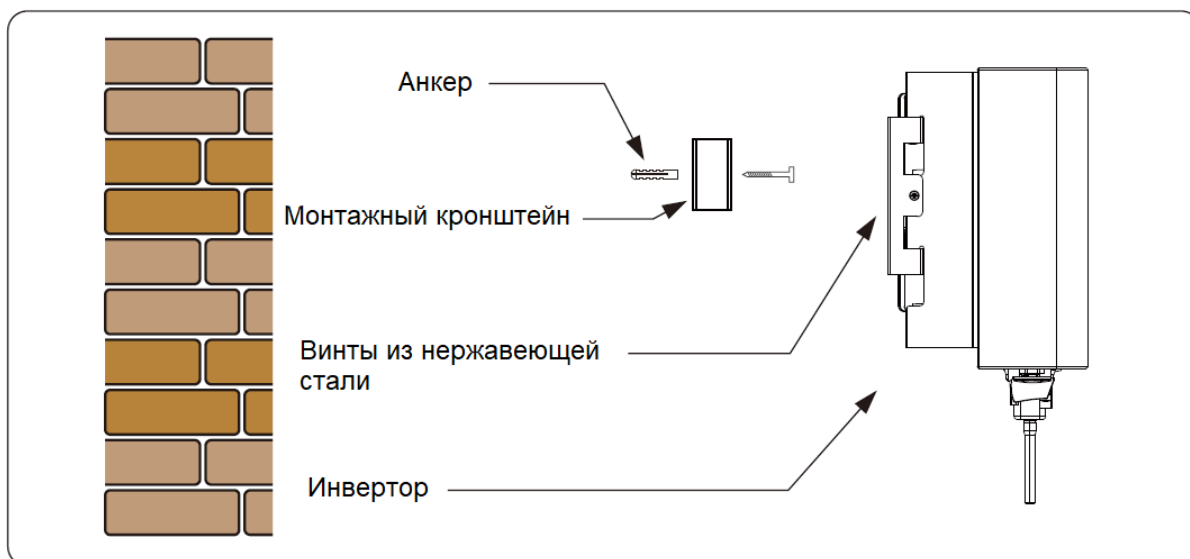 Анкер
Монтажный кронштейн
Винты из нержавеющей
стали
Инвертор